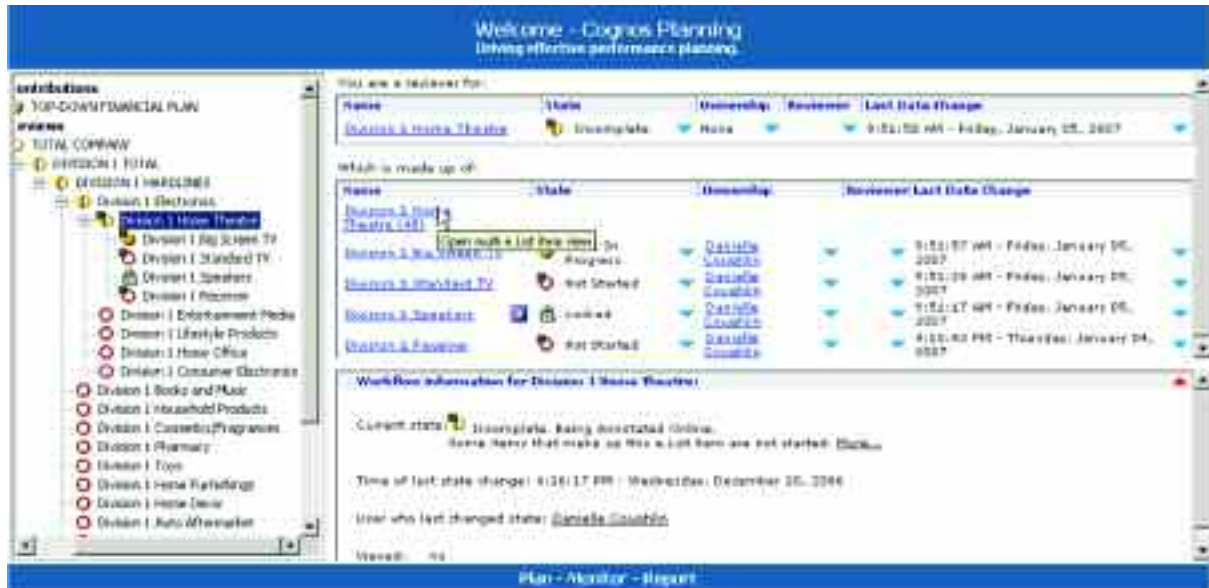 Welcome - Cognos Planning
Driving effective performance planning.
ontributions
TOP-DOWN FINANCIAL PLAN
eviews
TOTAL COMPANY
DIVISION 1 TOTAL
DIVISION 1 HARDLINES
Division 1 Electronics
Division 1 Home Theatre
Division 1 Big Screen TV
Division 1 Standard TV
Division 1 Speakers
Division 1 Receiver
Division 1 Entertainment Media
Division 1 Lifestyle Products
Division 1 Home Office
Division 1 Consumer Electronics
Division 1 Books and Music
Division 1 Household Products
Division 1 Cosmetics/Fragrances
Division 1 Pharmacy
Division 1 Toys
Division 1 Home Furnishings
Division 1 Home Decor
Division 1 Auto Aftermarket
You are a reviewer for:
Name State Ownership Reviewer Last Data Change
Division 1 Home Theatre Incomplete None 9:51:58 AM - Friday, January 05, 2007
Which is made up of:
Name State Ownership Reviewer Last Data Change
Division 1 Home
Theatre (All)
Open multi e.List item view
Division 1 Big Screen TV In Progress Danielle Coughlin 9:51:57 AM - Friday, January 05, 2007
Division 1 Standard TV Not Started Danielle Coughlin January 05, 2007
Division 1 Speakers Locked Danielle Coughlin 9:51:17 AM - Friday, January 05, 2007
Division 1 Receiver Not Started Danielle Coughlin PM - Thursday, January 04, 2007
Workflow information for Division 1 Home Theatre:
Current state: Incomplete. Being Annotated Online.
Some items that make up this e.List item are not started. More...
Time of last state change: 4:26:17 PM - Wednesday, December 20, 2006
User who last changed state: Danielle Coughlin
Viewed: no
Plan - Monitor - Report